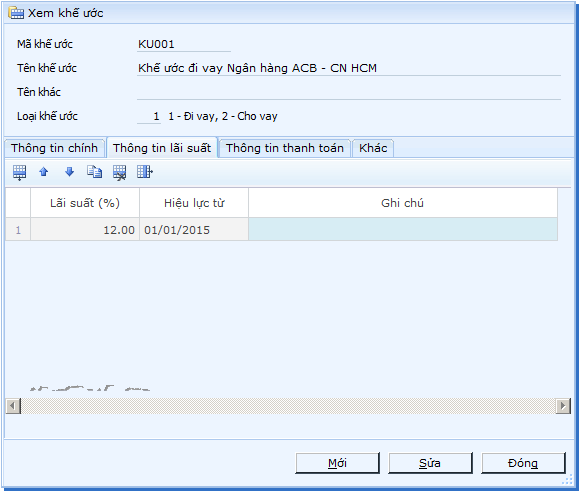 Xem khế ước
Mã khế ước KU001
Tên khế ước Khế ước đi vay Ngân hàng ACB - CN HCM
Tên khác
Loại khế ước 1 1 - Đi vay, 2 - Cho vay
Thông tin chính Thông tin lãi suất Thông tin thanh toán Khác
Lãi suất (%) Hiệu lực từ Ghi chú
1 12.00 01/01/2015
Mới Sửa Đóng